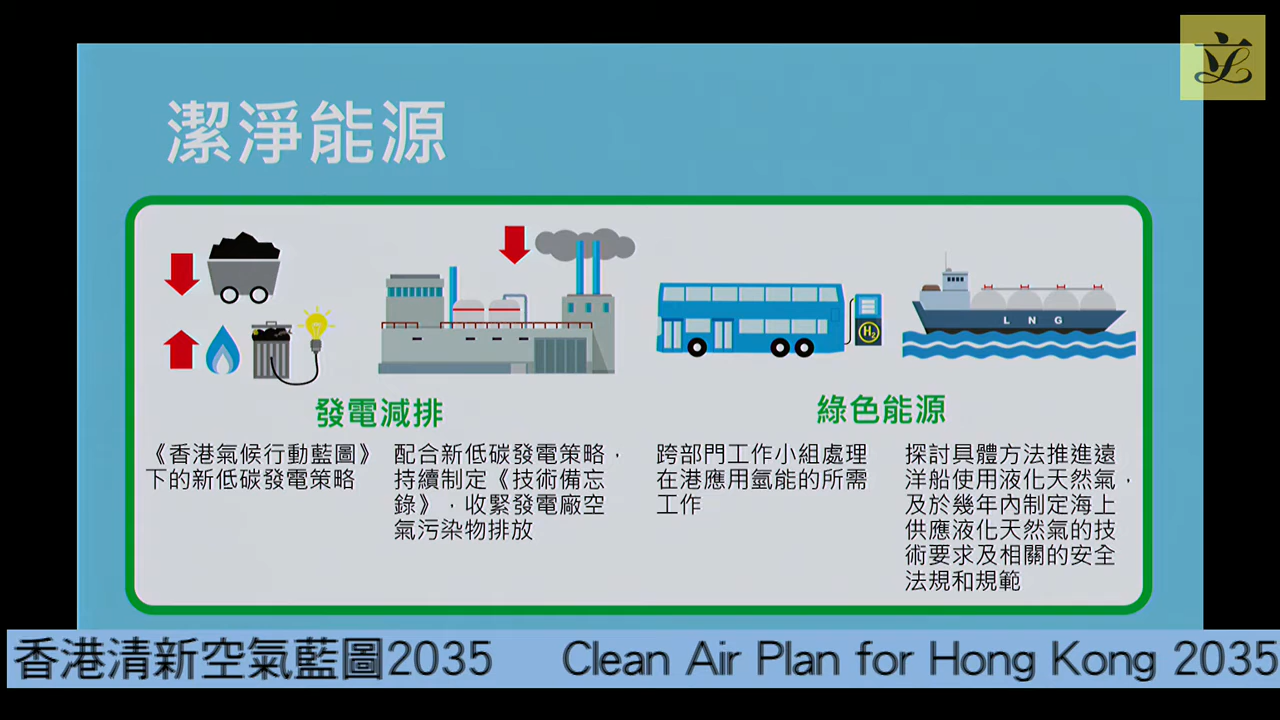 潔淨能源
H₂
LNG
發電減排
綠色能源
《香港氣候行動藍圖》
下的新低碳發電策略
配合新低碳發電策略，
持續制定《技術備忘
錄》，收緊發電廠空
氣污染物排放
跨部門工作小組處理
在港應用氫能的所需
工作
探討具體方法推進遠
洋船使用液化天然氣，
及於幾年內制定海上
供應液化天然氣的技
術要求及相關的安全
法規和規範
香港清新空氣藍圖2035 Clean Air Plan for Hong Kong 2035